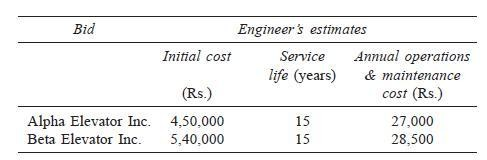 Bid Engineer's estimates
Initial cost Service Annual operations
life (years) & maintenance
(Rs.) cost (Rs.)
Alpha Elevator Inc. 4,50,000 15 27,000
Beta Elevator Inc. 5,40,000 15 28,500